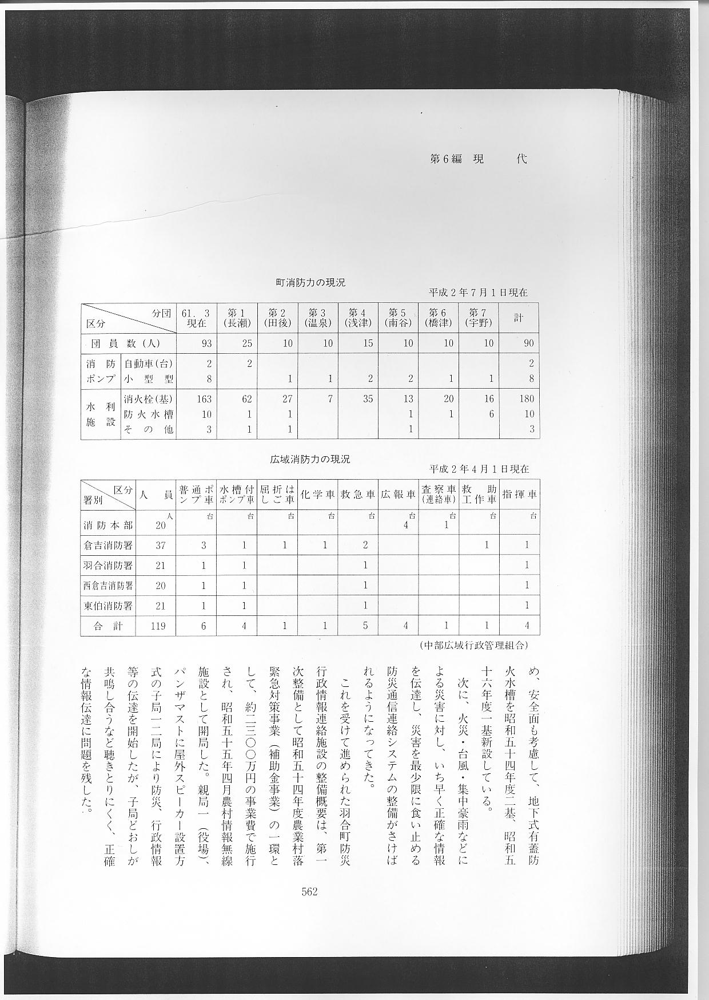 第6編 現 代
町消防力の現況
平成2年7月1日現在
区分 分団 61. 3現在 第1(長瀬) 第2(田後) 第3(温泉) 第4(浅津) 第5(南谷) 第6(橋津) 第7(宇野) 計
団員数(人) 93 25 10 10 15 10 10 10 90
消防ポンプ 自動車(台) 2 2 2
小型型 8 1 1 2 2 1 1 8
水利施設 消火栓(基) 163 62 27 7 35 13 20 16 180
防火水槽 10 1 1 1 1 6 10
その他 3 1 1 1 3
広域消防力の現況
平成2年4月1日現在
署別 区分 人員 普通ポンプ車 水槽付ポンプ車 屈折はしご車 化学車 救急車 広報車 査察車(連絡車) 救助工作車 指揮車
人 台 台 台 台 台 台 台 台 台
消防本部 20 4 1
倉吉消防署 37 3 1 1 1 2 1 1
羽合消防署 21 1 1 1 1
西倉吉消防署 20 1 1 1 1
東伯消防署 21 1 1 1 1
合計 119 6 4 1 1 5 4 1 1 4
(中部広域行政管理組合)
め、安全面も考慮して、地下式有蓋防
火水槽を昭和五十四年度二基、昭和五
十六年度一基新設している。
次に、火災・台風・集中豪雨などに
よる災害に対し、いち早く正確な情報
を伝達し、災害を最少限に食い止める
防災通信連絡システムの整備がさけば
れるようになってきた。
これを受けて進められた羽合町防災
行政情報連絡施設の整備概要は、第一
次整備として昭和五十四年度農業村落
緊急対策事業(補助金事業)の一環と
して、約二三〇〇万円の事業費で施行
され、昭和五十五年四月農村情報無線
施設として開局した。親局一(役場)、
パンザマストに屋外スピーカー設置方
式の子局一二局により防災、行政情報
等の伝達を開始したが、子局どおしが
共鳴し合うなど聴きとりにくく、正確
な情報伝達に問題を残した。
562